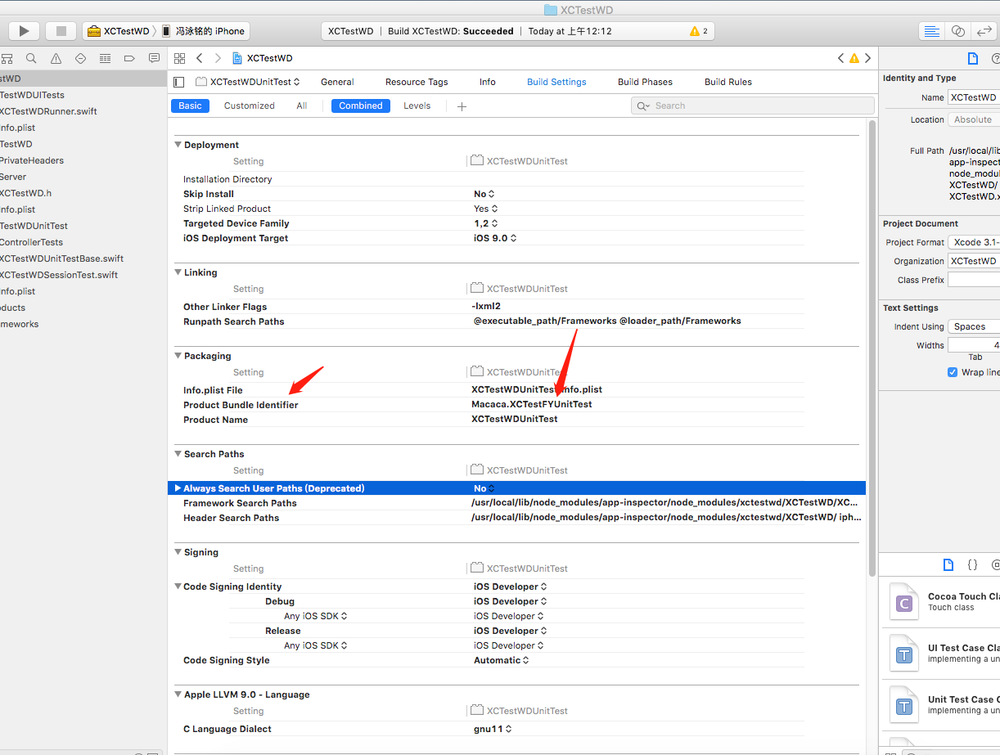 XCTestWD
XCTestWD 冯泳铭的 iPhone
XCTestWD | Build XCTestWD: Succeeded | Today at 上午12:12
2
XCTestWD
XCTestWDUnitTest
General
Resource Tags
Info
Build Settings
Build Phases
Build Rules
Basic
Customized
All
Combined
Levels
Search
stWD
TestWDUITests
XCTestWDRunner.swift
nfo.plist
TestWD
PrivateHeaders
Server
XCTestWD.h
nfo.plist
TestWDUnitTest
ControllerTests
XCTestWDUnitTestBase.swift
XCTestWDSessionTest.swift
nfo.plist
oducts
meworks
Deployment
Setting XCTestWDUnitTest
Installation Directory
Skip Install No
Strip Linked Product Yes
Targeted Device Family 1,2
iOS Deployment Target iOS 9.0
Linking
Setting XCTestWDUnitTest
Other Linker Flags -lxml2
Runpath Search Paths @executable_path/Frameworks @loader_path/Frameworks
Packaging
Setting XCTestWDUnitTest
Info.plist File XCTestWDUnitTest/Info.plist
Product Bundle Identifier Macaca.XCTestFYUnitTest
Product Name XCTestWDUnitTest
Search Paths
Setting XCTestWDUnitTest
Always Search User Paths (Deprecated) No
Framework Search Paths /usr/local/lib/node_modules/app-inspector/node_modules/xctestwd/XCTestWD/XC...
Header Search Paths /usr/local/lib/node_modules/app-inspector/node_modules/xctestwd/XCTestWD/ iph...
Signing
Setting XCTestWDUnitTest
Code Signing Identity iOS Developer
Debug iOS Developer
Any iOS SDK iOS Developer
Release iOS Developer
Any iOS SDK iOS Developer
Code Signing Style Automatic
Apple LLVM 9.0 - Language
Setting XCTestWDUnitTest
C Language Dialect gnu11
Identity and Type
Name XCTestWD
Location Absolute
Full Path /usr/local/lib
app-inspect
node_modu
XCTestWD/
XCTestWD.x
Project Document
Project Format Xcode 3.1-
Organization XCTestWD
Class Prefix
Text Settings
Indent Using Spaces
Widths 4
Tab
Wrap line
{ }
C
Cocoa Touch Cla
Touch class
T
UI Test Case Cla
implementing a un
T
Unit Test Case C
implementing a un